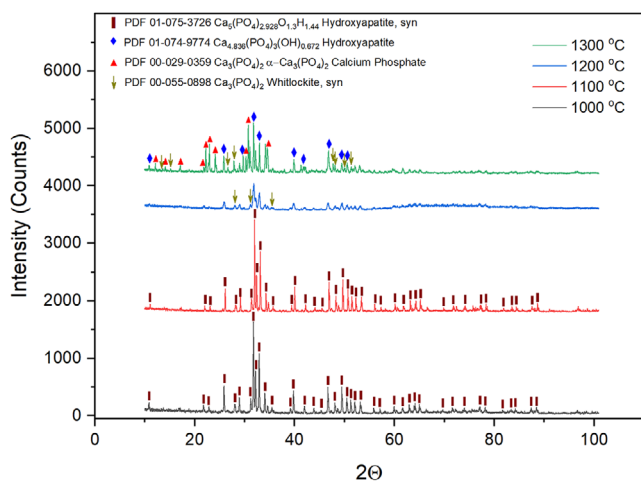 PDF 01-075-3726 Ca₅(PO₄)₂.₉₂₈O₁.₃H₁.₄₄ Hydroxyapatite, syn
PDF 01-074-9774 Ca₄.₈₃₆(PO₄)₃(OH)₀.₆₇₂ Hydroxyapatite
PDF 00-029-0359 Ca₃(PO₄)₂ α–Ca₃(PO₄)₂ Calcium Phosphate
PDF 00-055-0898 Ca₃(PO₄)₂ Whitlockite, syn
1300 °C
1200 °C
1100 °C
1000 °C
Intensity (Counts)
6000
5000
4000
3000
2000
1000
0
0 20 40 60 80 100
2Θ